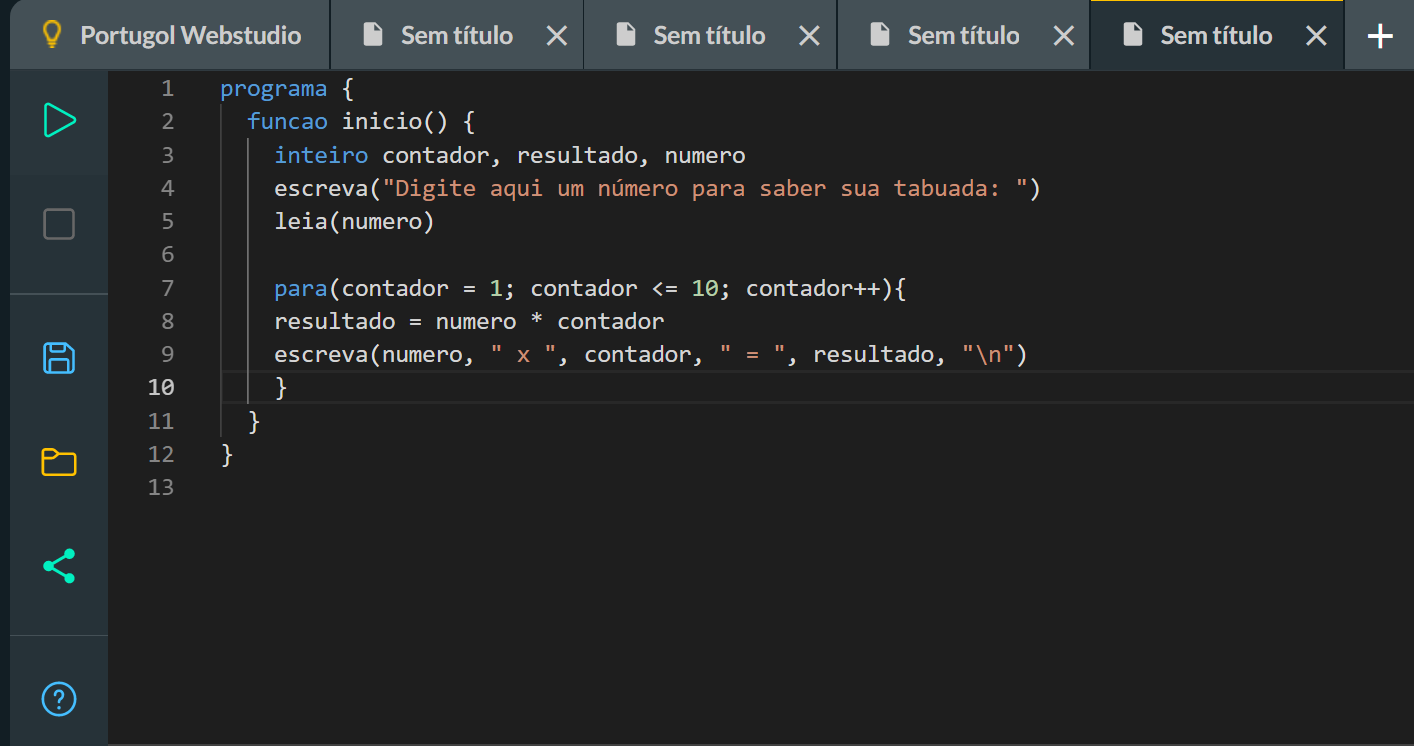 Portugol Webstudio Sem título Sem título Sem título Sem título
1 programa {
2 funcao inicio() {
3 inteiro contador, resultado, numero
4 escreva("Digite aqui um número para saber sua tabuada: ")
5 leia(numero)
6
7 para(contador = 1; contador <= 10; contador++){
8 resultado = numero * contador
9 escreva(numero, " x ", contador, " = ", resultado, "\n")
10 }
11 }
12 }
13